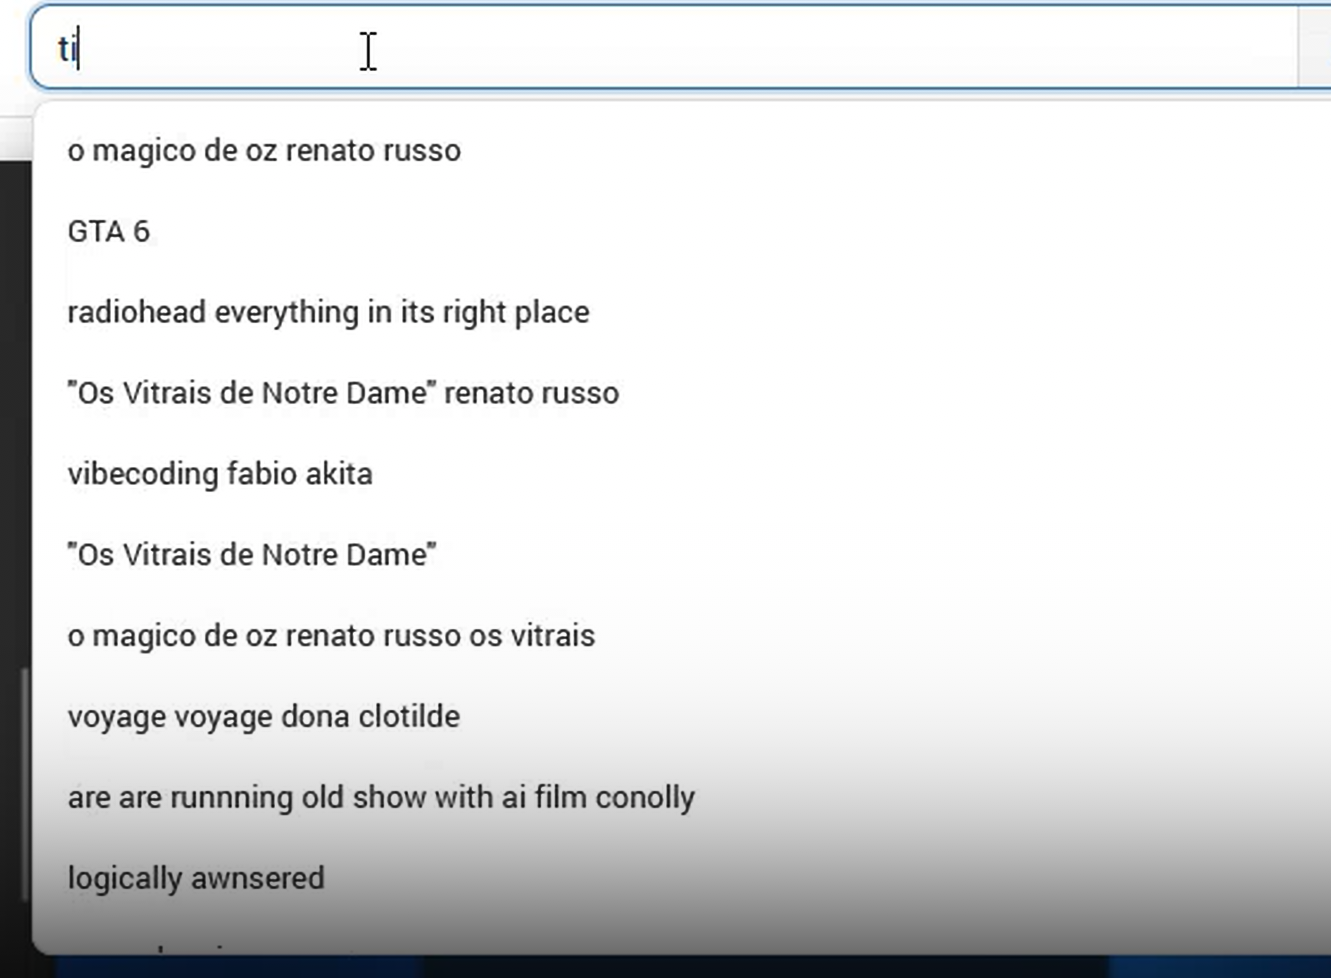 ti
o magico de oz renato russo
GTA 6
radiohead everything in its right place
"Os Vitrais de Notre Dame" renato russo
vibecoding fabio akita
"Os Vitrais de Notre Dame"
o magico de oz renato russo os vitrais
voyage voyage dona clotilde
are are runnning old show with ai film conolly
logically awnsered